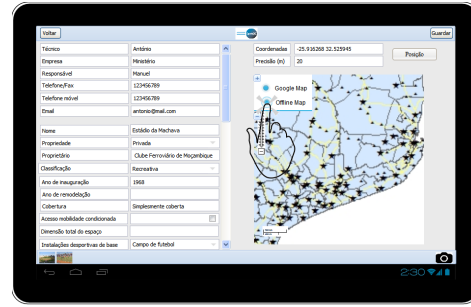 Voltar
Guardar
Técnico António
Empresa Ministério
Responsável Manuel
Telefone/Fax 123456789
Telefone móvel 123456789
Email antonio@mail.com
Nome Estádio da Machava
Propriedade Privada
Proprietário Clube Ferroviário de Moçambique
Classificação Recreativa
Ano de inauguração 1968
Ano de remodelação
Cobertura Simplesmente coberta
Acesso mobilidade condicionada
Dimensão total do espaço
Instalações desportivas de base Campo de futebol
Coordenadas -25.916268 32.525945
Precisão (m) 20
Posição
Google Map
Offline Map
2:30